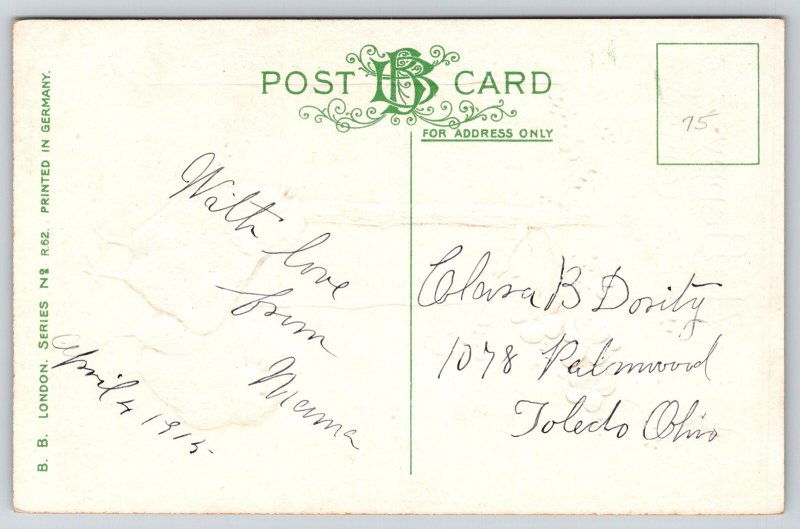 POST CARD
BB
FOR ADDRESS ONLY
75
B. B. LONDON. SERIES Nº R.62. PRINTED IN GERMANY.
With love
from
Mama
April 4 1915
Clara B Dority
1078 Palmwood
Toledo Ohio